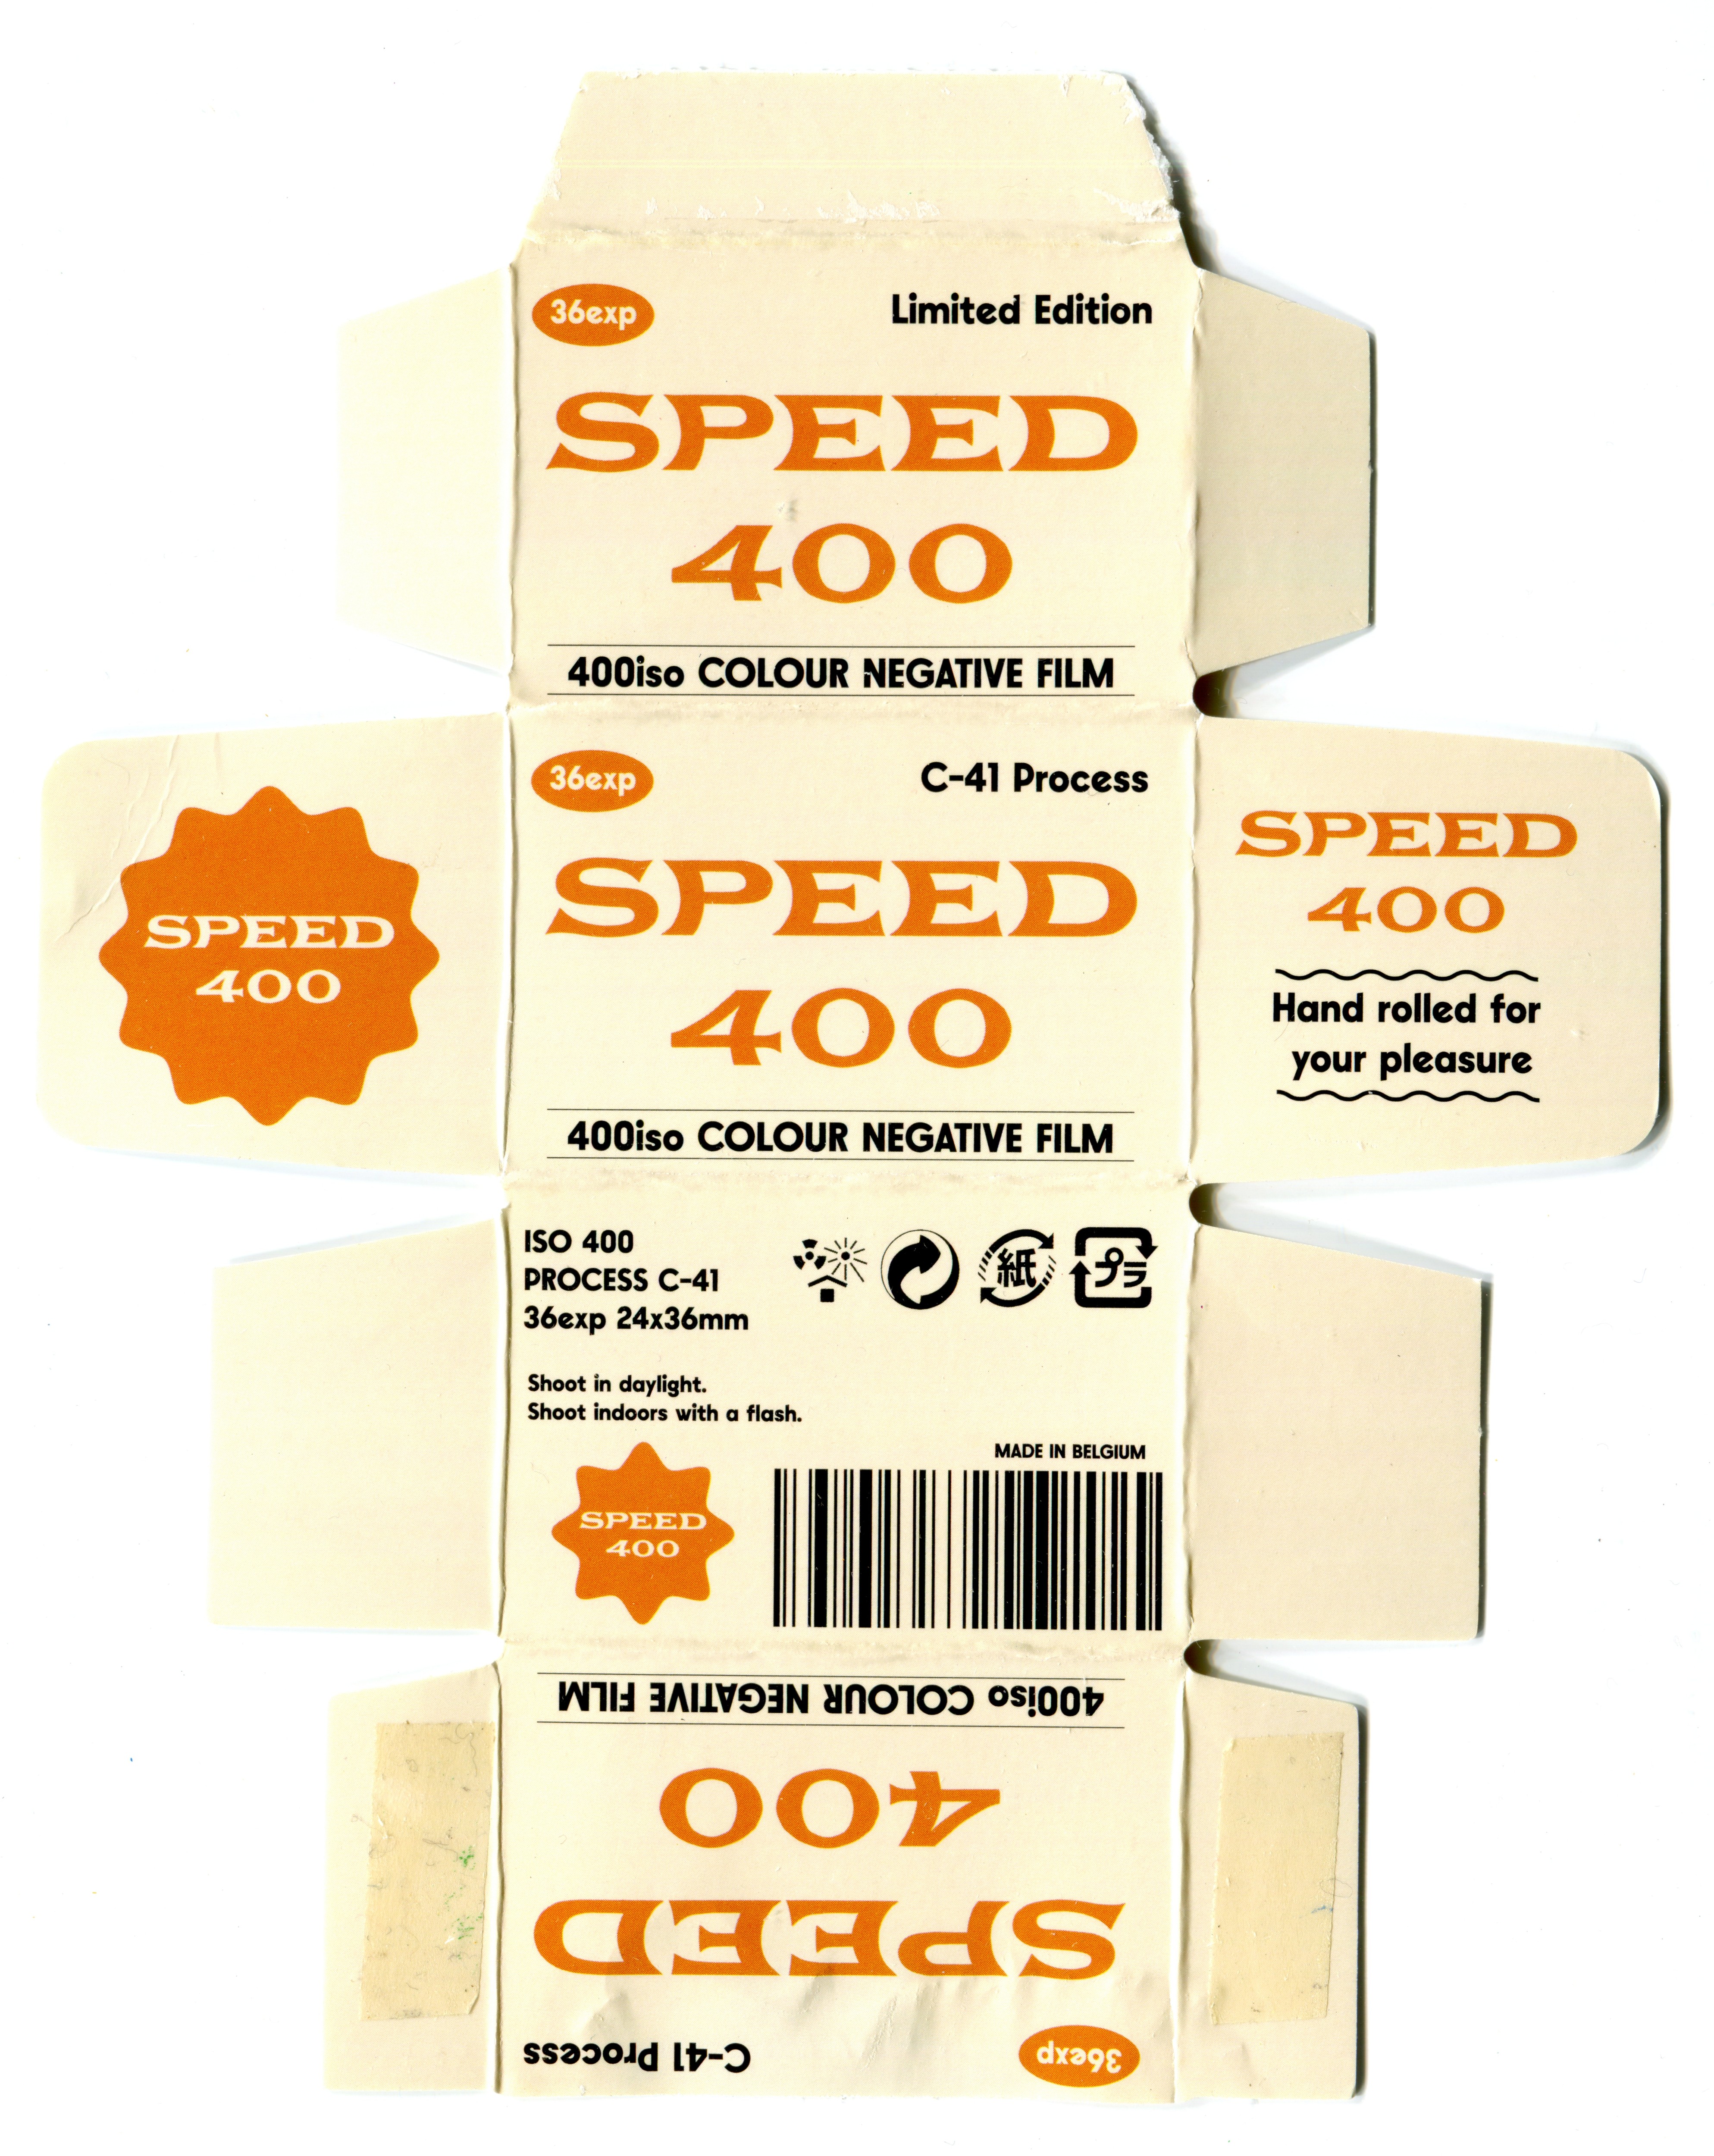 36exp
Limited Edition
SPEED
400
400iso COLOUR NEGATIVE FILM
SPEED
400
36exp
C-41 Process
SPEED
400
400iso COLOUR NEGATIVE FILM
SPEED
400
Hand rolled for
your pleasure
ISO 400
PROCESS C-41
36exp 24x36mm
紙
プラ
Shoot in daylight.
Shoot indoors with a flash.
MADE IN BELGIUM
SPEED
400
36exp
C-41 Process
SPEED
400
400iso COLOUR NEGATIVE FILM